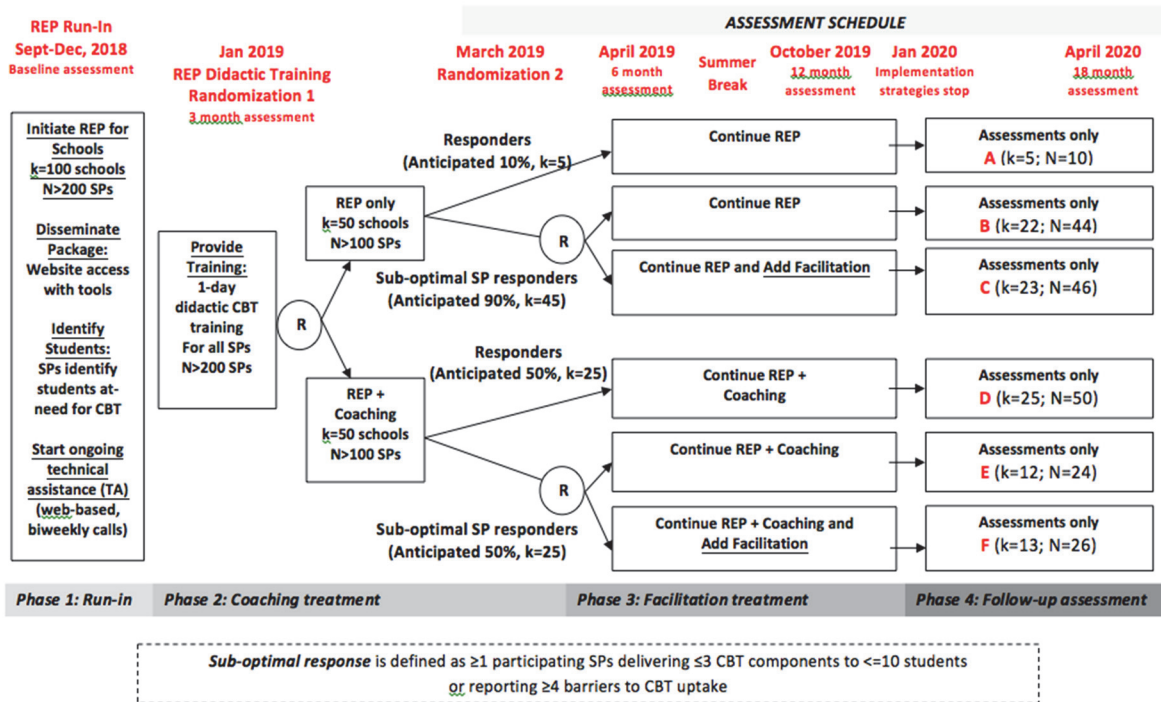 ASSESSMENT SCHEDULE
REP Run-In
Sept-Dec, 2018
Baseline assessment
Jan 2019
REP Didactic Training
Randomization 1
3 month assessment
March 2019
Randomization 2
April 2019
6 month
assessment
Summer
Break
October 2019
12 month
assessment
Jan 2020
Implementation
strategies stop
April 2020
18 month
assessment
Initiate REP for
Schools
k=100 schools
N>200 SPs
Disseminate
Package:
Website access
with tools
Identify
Students:
SPs identify
students at-
need for CBT
Start ongoing
technical
assistance (TA)
(web-based,
biweekly calls)
Provide
Training:
1-day
didactic CBT
training
For all SPs
N>200 SPs
R
REP only
k=50 schools
N>100 SPs
REP +
Coaching
k=50 schools
N>100 SPs
Responders
(Anticipated 10%, k=5)
R
Sub-optimal SP responders
(Anticipated 90%, k=45)
Responders
(Anticipated 50%, k=25)
R
Sub-optimal SP responders
(Anticipated 50%, k=25)
Continue REP
Assessments only
A (k=5; N=10)
Continue REP
Assessments only
B (k=22; N=44)
Continue REP and Add Facilitation
Assessments only
C (k=23; N=46)
Continue REP +
Coaching
Assessments only
D (k=25; N=50)
Continue REP + Coaching
Assessments only
E (k=12; N=24)
Continue REP + Coaching and
Add Facilitation
Assessments only
F (k=13; N=26)
Phase 1: Run-in
Phase 2: Coaching treatment
Phase 3: Facilitation treatment
Phase 4: Follow-up assessment
Sub-optimal response is defined as ≥1 participating SPs delivering ≤3 CBT components to <=10 students
or reporting ≥4 barriers to CBT uptake